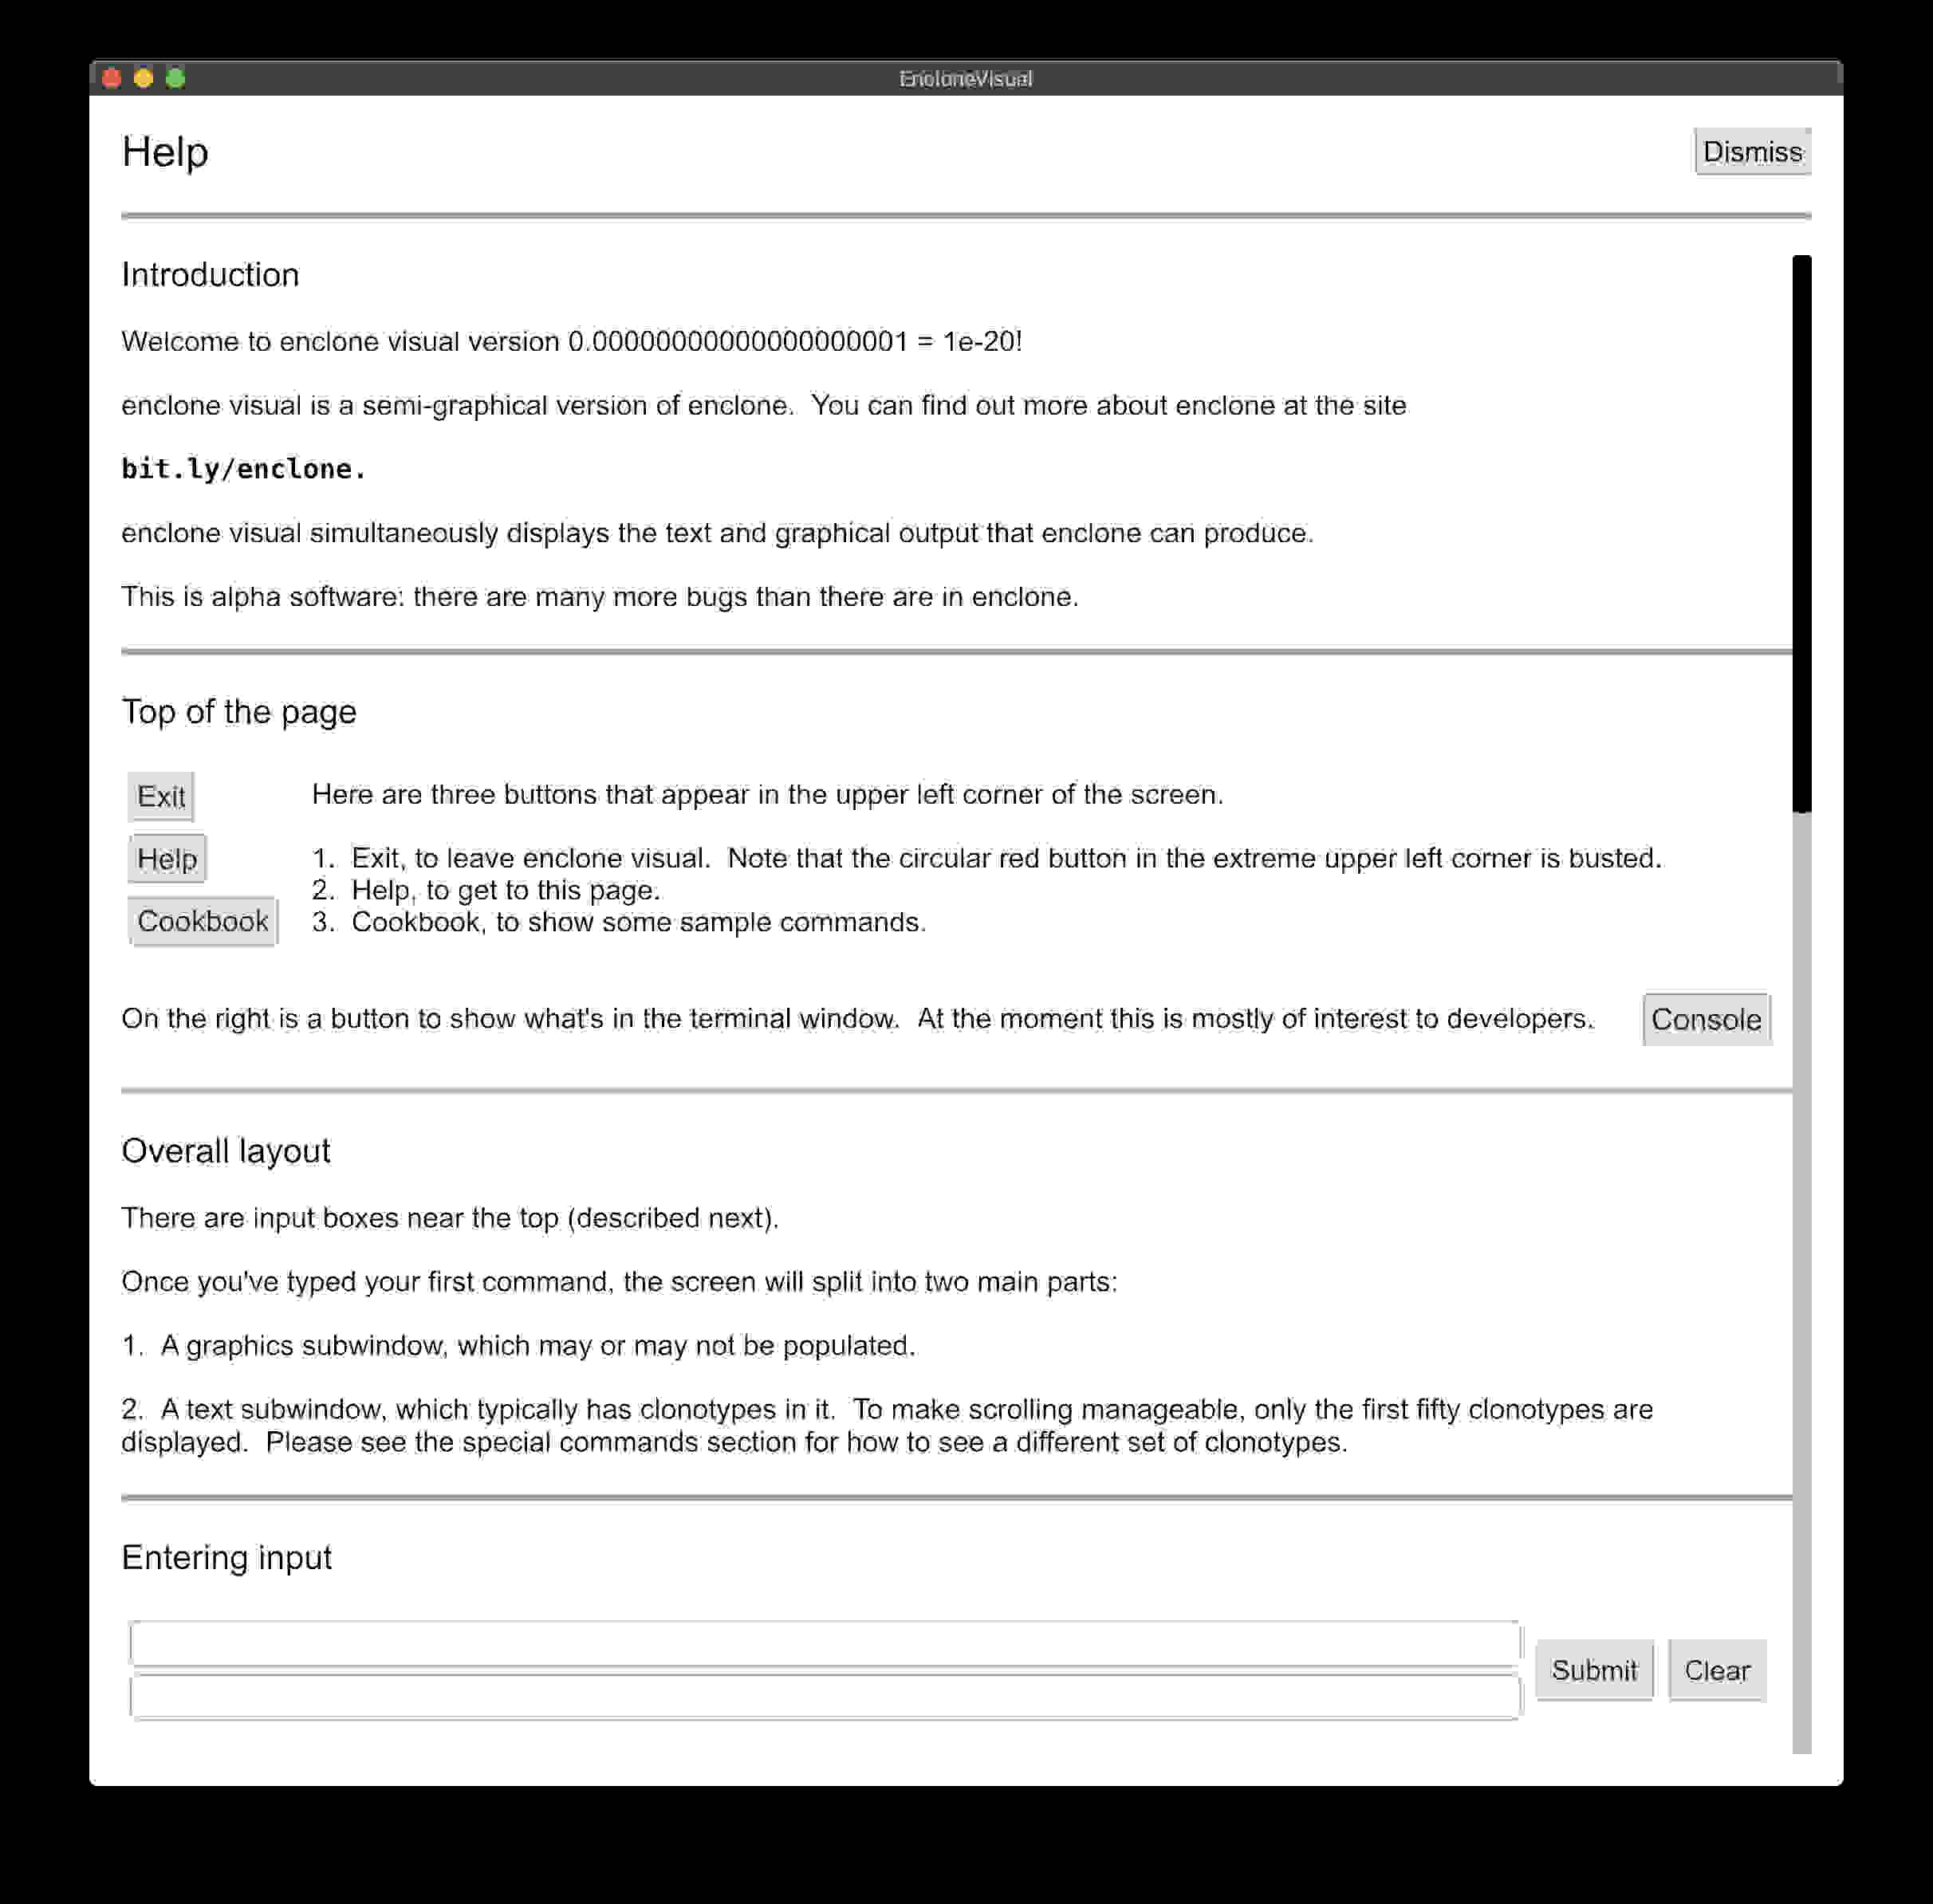 EncloneVisual
Help
Dismiss
Introduction
Welcome to enclone visual version 0.00000000000000000001 = 1e-20!
enclone visual is a semi-graphical version of enclone.  You can find out more about enclone at the site
bit.ly/enclone.
enclone visual simultaneously displays the text and graphical output that enclone can produce.
This is alpha software: there are many more bugs than there are in enclone.
Top of the page
Exit
Here are three buttons that appear in the upper left corner of the screen.
Help
1.  Exit, to leave enclone visual.  Note that the circular red button in the extreme upper left corner is busted.
2.  Help, to get to this page.
Cookbook
3.  Cookbook, to show some sample commands.
On the right is a button to show what's in the terminal window.  At the moment this is mostly of interest to developers.
Console
Overall layout
There are input boxes near the top (described next).
Once you've typed your first command, the screen will split into two main parts:
1.  A graphics subwindow, which may or may not be populated.
2.  A text subwindow, which typically has clonotypes in it.  To make scrolling manageable, only the first fifty clonotypes are
displayed.  Please see the special commands section for how to see a different set of clonotypes.
Entering input
Submit
Clear